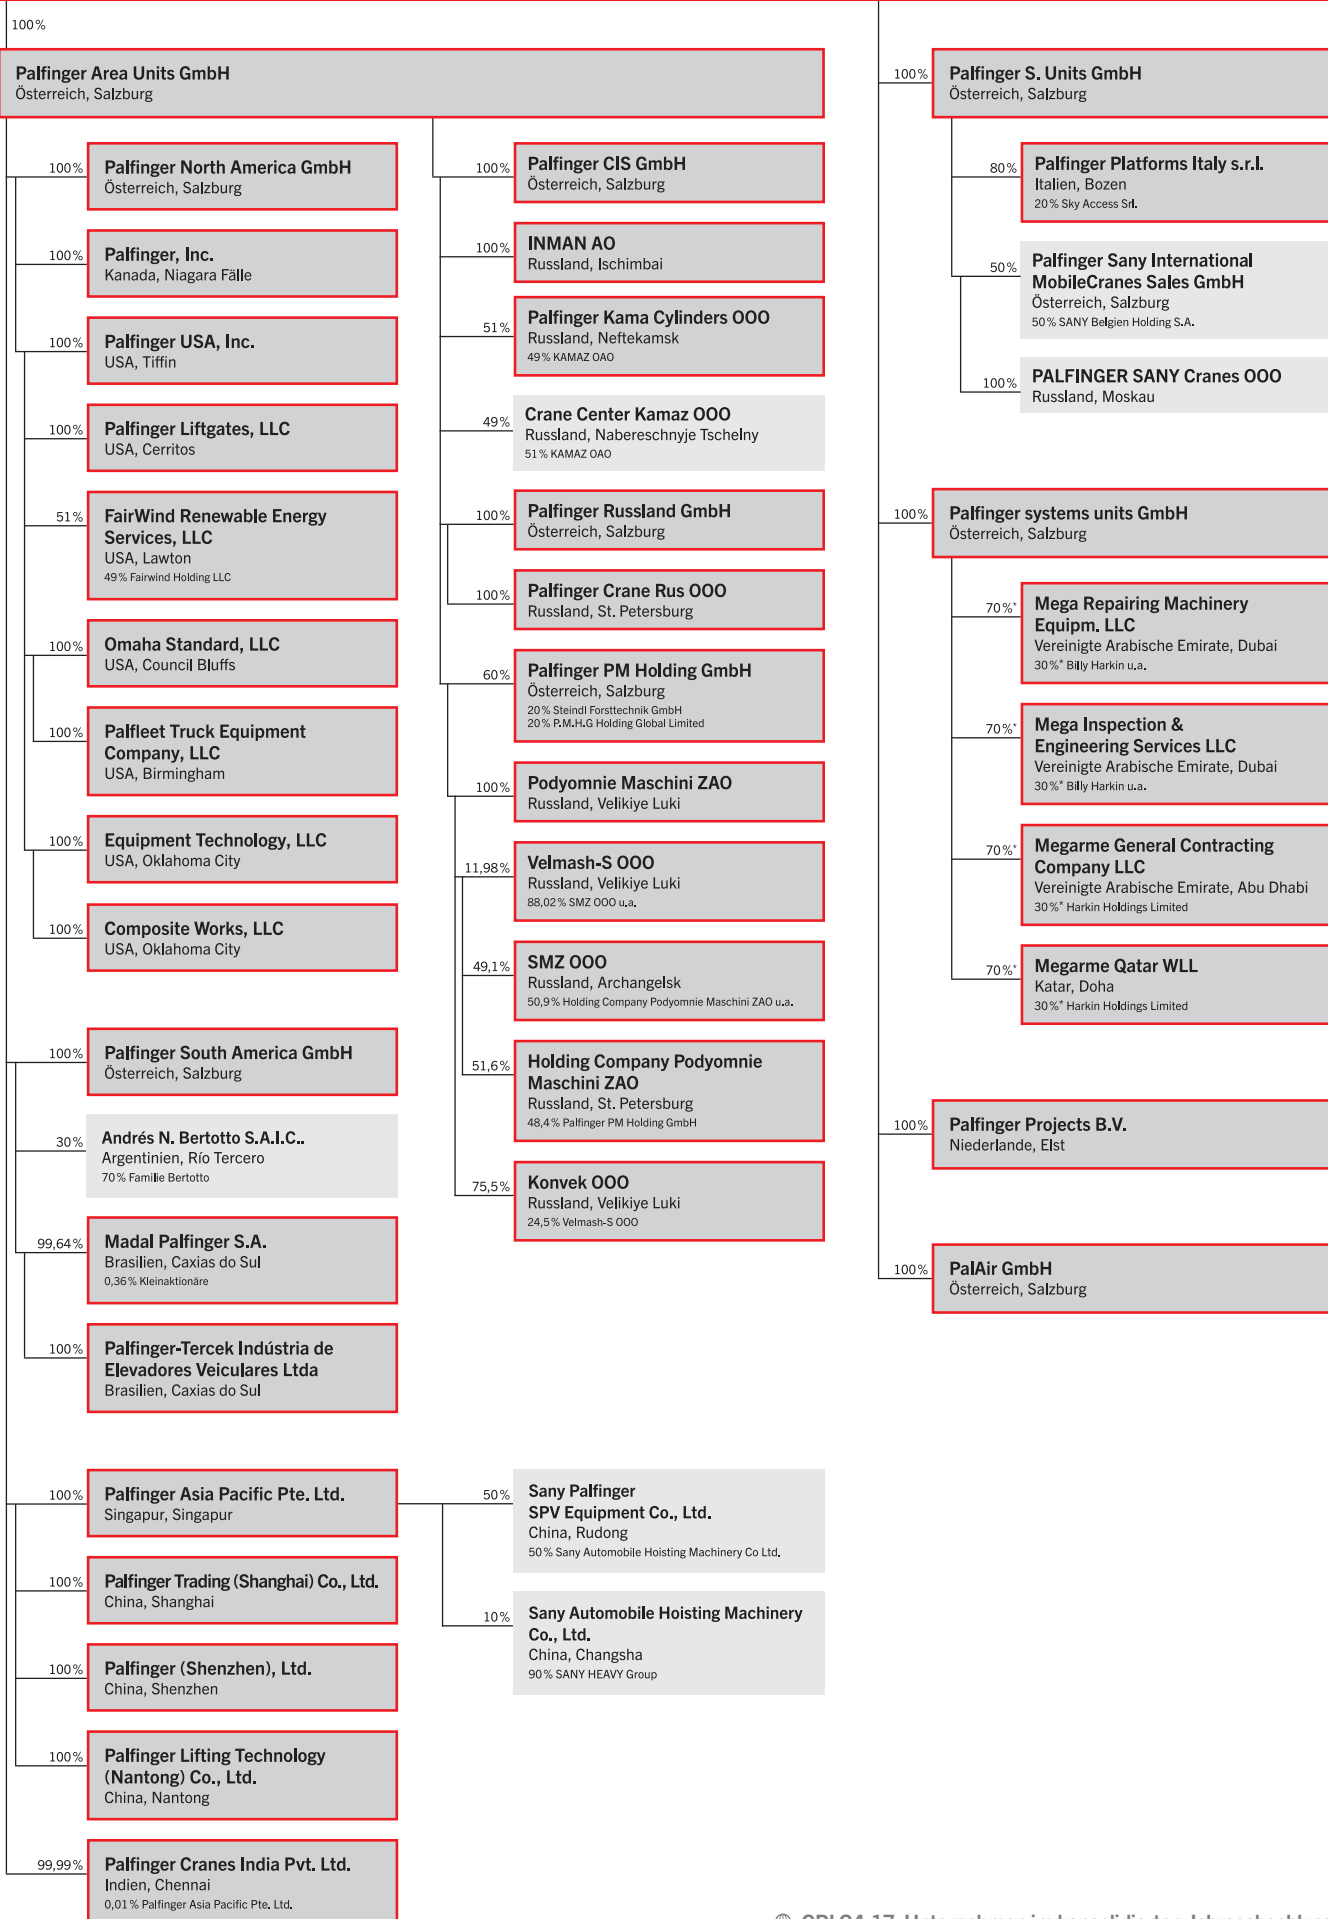 100%
Palfinger Area Units GmbH
Österreich, Salzburg
100%
Palfinger North America GmbH
Österreich, Salzburg
100%
Palfinger, Inc.
Kanada, Niagara Fälle
100%
Palfinger USA, Inc.
USA, Tiffin
100%
Palfinger Liftgates, LLC
USA, Cerritos
51%
FairWind Renewable Energy
Services, LLC
USA, Lawton
49% Fairwind Holding LLC
100%
Omaha Standard, LLC
USA, Council Bluffs
100%
Palfleet Truck Equipment
Company, LLC
USA, Birmingham
100%
Equipment Technology, LLC
USA, Oklahoma City
100%
Composite Works, LLC
USA, Oklahoma City
100%
Palfinger South America GmbH
Österreich, Salzburg
30%
Andrés N. Bertotto S.A.I.C..
Argentinien, Río Tercero
70% Familie Bertotto
99,64%
Madal Palfinger S.A.
Brasilien, Caxias do Sul
0,36% Kleinaktionäre
100%
Palfinger-Tercek Indústria de
Elevadores Veiculares Ltda
Brasilien, Caxias do Sul
100%
Palfinger Asia Pacific Pte. Ltd.
Singapur, Singapur
100%
Palfinger Trading (Shanghai) Co., Ltd.
China, Shanghai
100%
Palfinger (Shenzhen), Ltd.
China, Shenzhen
100%
Palfinger Lifting Technology
(Nantong) Co., Ltd.
China, Nantong
99,99%
Palfinger Cranes India Pvt. Ltd.
Indien, Chennai
0,01% Palfinger Asia Pacific Pte. Ltd.
100%
Palfinger CIS GmbH
Österreich, Salzburg
100%
INMAN AO
Russland, Ischimbai
51%
Palfinger Kama Cylinders OOO
Russland, Neftekamsk
49% KAMAZ OAO
49%
Crane Center Kamaz OOO
Russland, Nabereschnyje Tschelny
51% KAMAZ OAO
100%
Palfinger Russland GmbH
Österreich, Salzburg
100%
Palfinger Crane Rus OOO
Russland, St. Petersburg
60%
Palfinger PM Holding GmbH
Österreich, Salzburg
20% Steindl Forsttechnik GmbH
20% P.M.H.G Holding Global Limited
100%
Podyomnie Maschini ZAO
Russland, Velikiye Luki
11,98%
Velmash-S OOO
Russland, Velikiye Luki
88,02% SMZ OOO u.a.
49,1%
SMZ OOO
Russland, Archangelsk
50,9% Holding Company Podyomnie Maschini ZAO u.a.
51,6%
Holding Company Podyomnie
Maschini ZAO
Russland, St. Petersburg
48,4% Palfinger PM Holding GmbH
75,5%
Konvek OOO
Russland, Velikiye Luki
24,5% Velmash-S OOO
50%
Sany Palfinger
SPV Equipment Co., Ltd.
China, Rudong
50% Sany Automobile Hoisting Machinery Co Ltd.
10%
Sany Automobile Hoisting Machinery
Co., Ltd.
China, Changsha
90% SANY HEAVY Group
100%
Palfinger S. Units GmbH
Österreich, Salzburg
80%
Palfinger Platforms Italy s.r.l.
Italien, Bozen
20% Sky Access Srl.
50%
Palfinger Sany International
MobileCranes Sales GmbH
Österreich, Salzburg
50% SANY Belgien Holding S.A.
100%
PALFINGER SANY Cranes OOO
Russland, Moskau
100%
Palfinger systems units GmbH
Österreich, Salzburg
70%*
Mega Repairing Machinery
Equipm. LLC
Vereinigte Arabische Emirate, Dubai
30%* Billy Harkin u.a.
70%*
Mega Inspection &
Engineering Services LLC
Vereinigte Arabische Emirate, Dubai
30%* Billy Harkin u.a.
70%*
Megarme General Contracting
Company LLC
Vereinigte Arabische Emirate, Abu Dhabi
30%* Harkin Holdings Limited
70%*
Megarme Qatar WLL
Katar, Doha
30%* Harkin Holdings Limited
100%
Palfinger Projects B.V.
Niederlande, Elst
100%
PalAir GmbH
Österreich, Salzburg